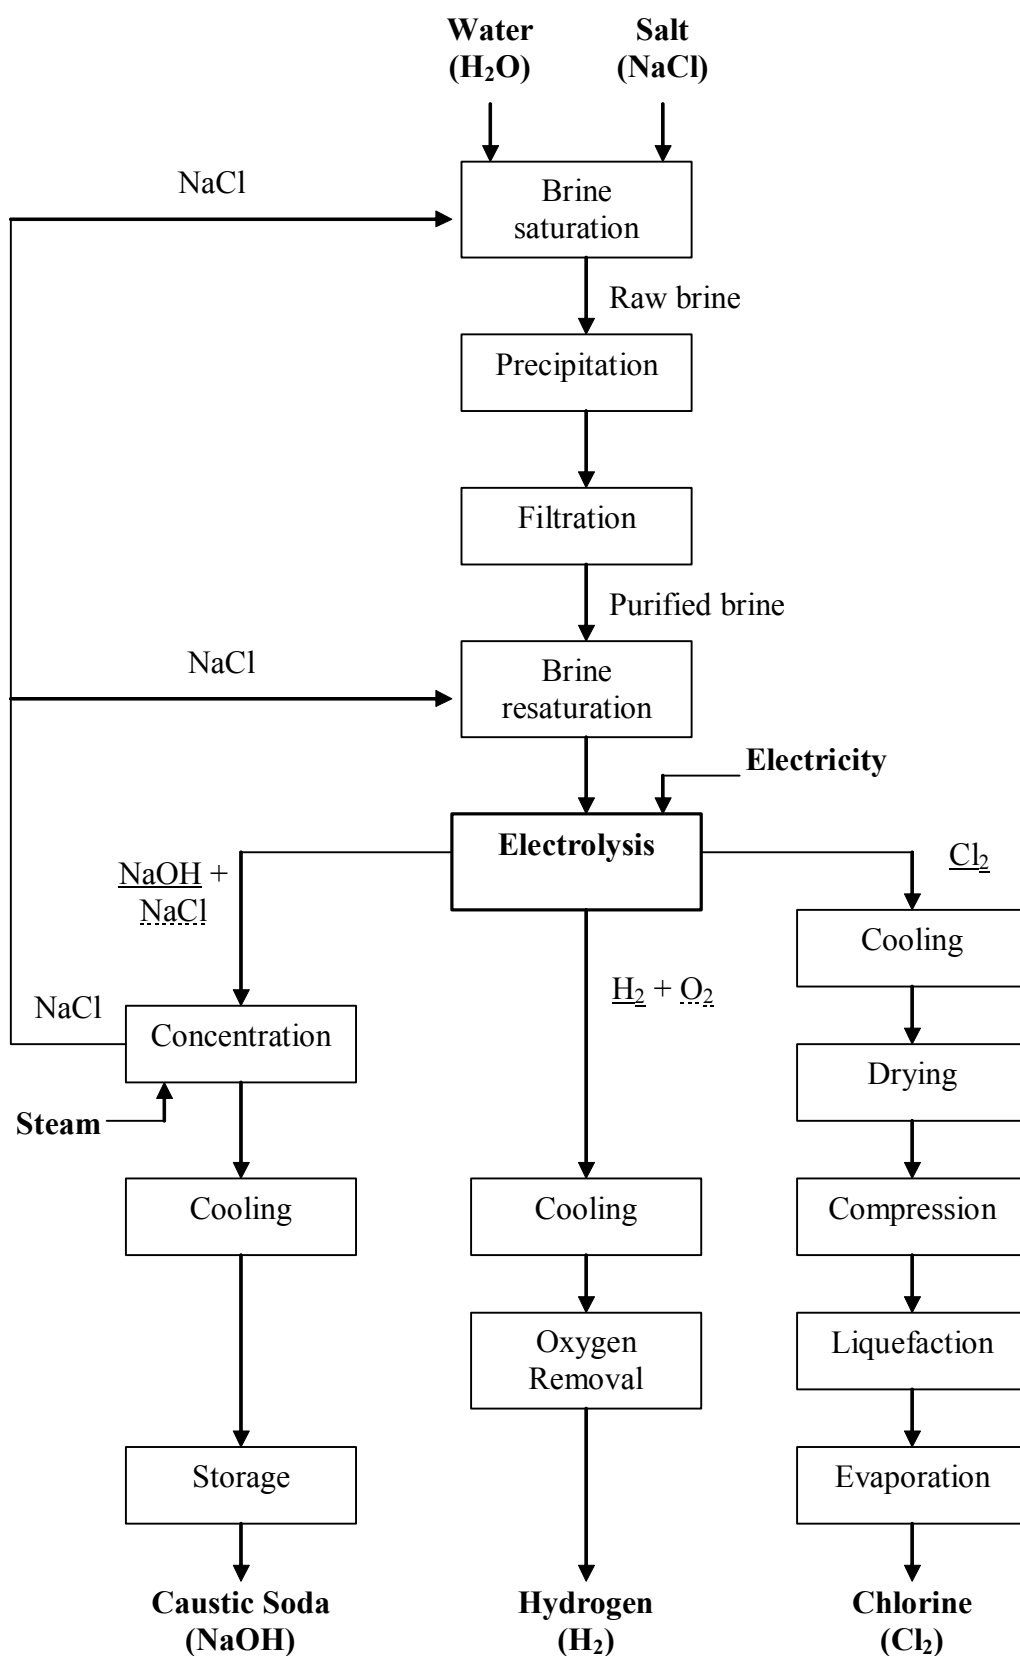 Water
(H₂O)
Salt
(NaCl)
NaCl
Brine
saturation
Raw brine
Precipitation
Filtration
Purified brine
NaCl
Brine
resaturation
Electricity
Electrolysis
NaOH +
NaCl
Cl₂
Cooling
H₂ + O₂
NaCl
Concentration
Drying
Steam
Cooling
Cooling
Compression
Oxygen
Removal
Liquefaction
Storage
Evaporation
Caustic Soda
(NaOH)
Hydrogen
(H₂)
Chlorine
(Cl₂)